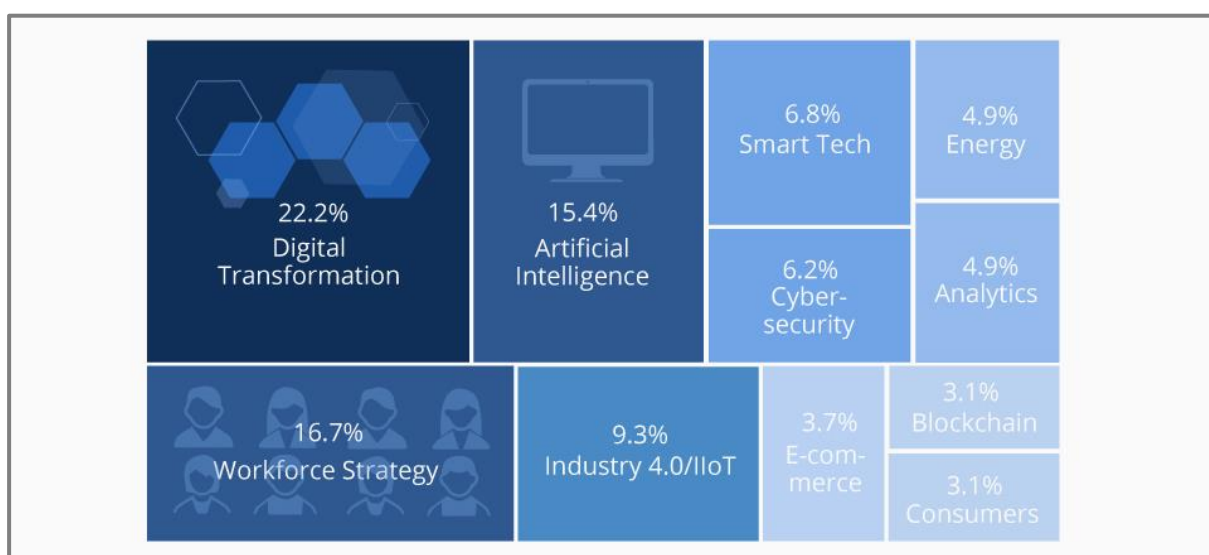 22.2%
Digital
Transformation
15.4%
Artificial
Intelligence
6.8%
Smart Tech
4.9%
Energy
6.2%
Cyber-
security
4.9%
Analytics
16.7%
Workforce Strategy
9.3%
Industry 4.0/IIoT
3.7%
E-com-
merce
3.1%
Blockchain
3.1%
Consumers